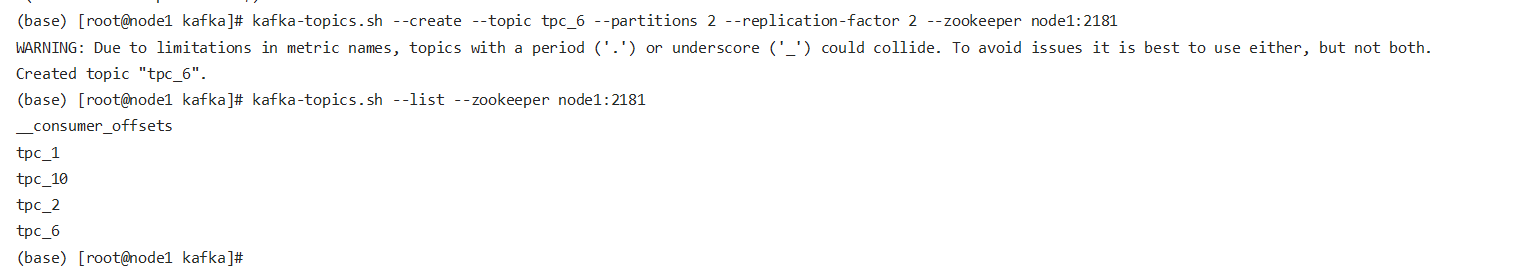 (base) [root@node1 kafka]# kafka-topics.sh --create --topic tpc_6 --partitions 2 --replication-factor 2 --zookeeper node1:2181
WARNING: Due to limitations in metric names, topics with a period ('.') or underscore ('_') could collide. To avoid issues it is best to use either, but not both.
Created topic "tpc_6".
(base) [root@node1 kafka]# kafka-topics.sh --list --zookeeper node1:2181
__consumer_offsets
tpc_1
tpc_10
tpc_2
tpc_6
(base) [root@node1 kafka]#